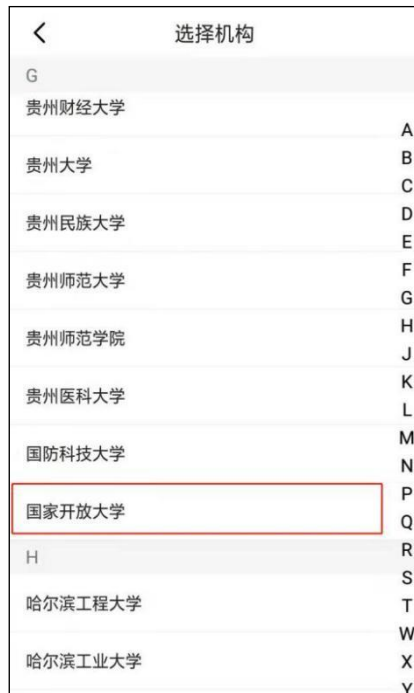 选择机构
G
贵州财经大学
贵州大学
贵州民族大学
贵州师范大学
贵州师范学院
贵州医科大学
国防科技大学
国家开放大学
H
哈尔滨工程大学
哈尔滨工业大学
A
B
C
D
E
F
G
H
J
K
L
M
N
P
Q
R
S
T
W
X
Y